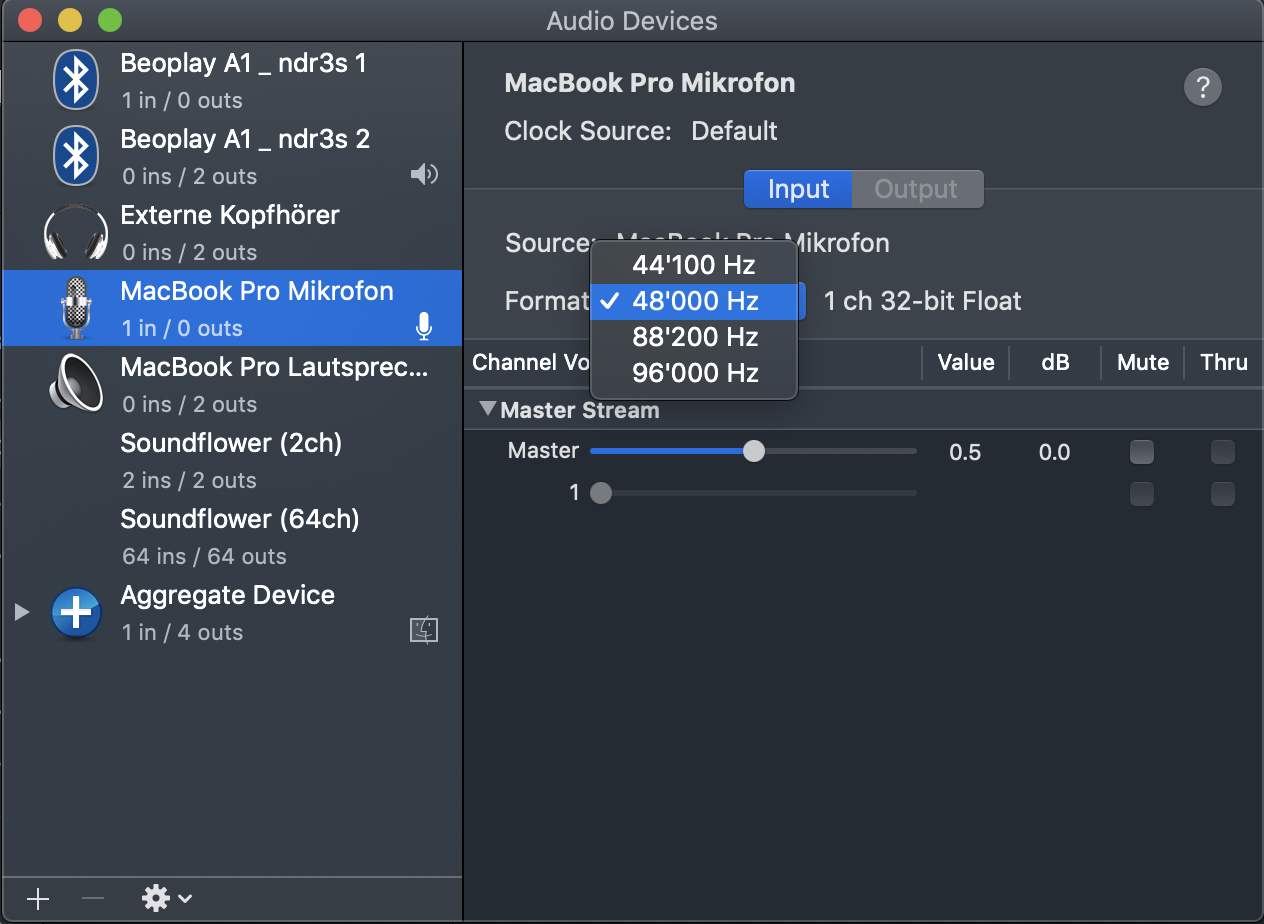 Audio Devices
Beoplay A1 _ ndr3s 1
1 in / 0 outs
Beoplay A1 _ ndr3s 2
0 ins / 2 outs
Externe Kopfhörer
0 ins / 2 outs
MacBook Pro Mikrofon
1 in / 0 outs
MacBook Pro Lautsprec...
0 ins / 2 outs
Soundflower (2ch)
2 ins / 2 outs
Soundflower (64ch)
64 ins / 64 outs
Aggregate Device
1 in / 4 outs
MacBook Pro Mikrofon
?
Clock Source: Default
Input Output
Source: MacBook Pro Mikrofon
44'100 Hz
Format ✓ 48'000 Hz 1 ch 32-bit Float
88'200 Hz
96'000 Hz
Channel Vo Value dB Mute Thru
Master Stream
Master 0.5 0.0
1